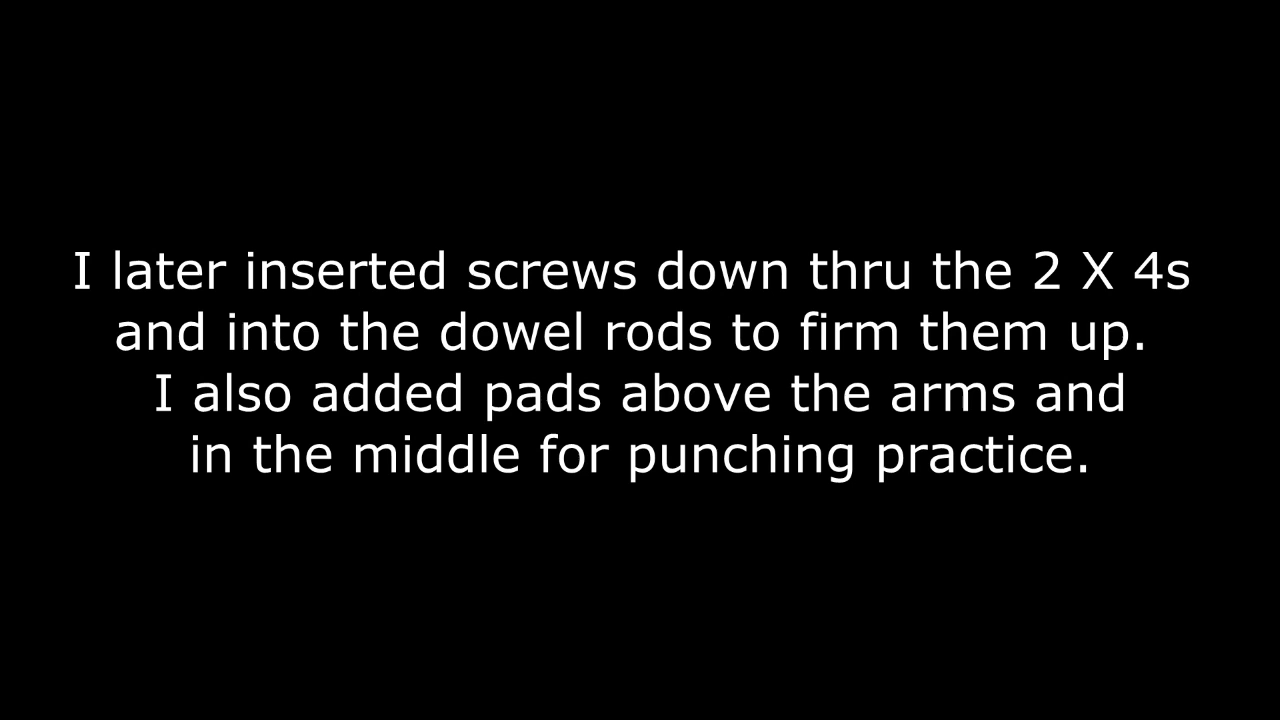 I later inserted screws down thru the 2 X 4s
and into the dowel rods to firm them up.
I also added pads above the arms and
in the middle for punching practice.